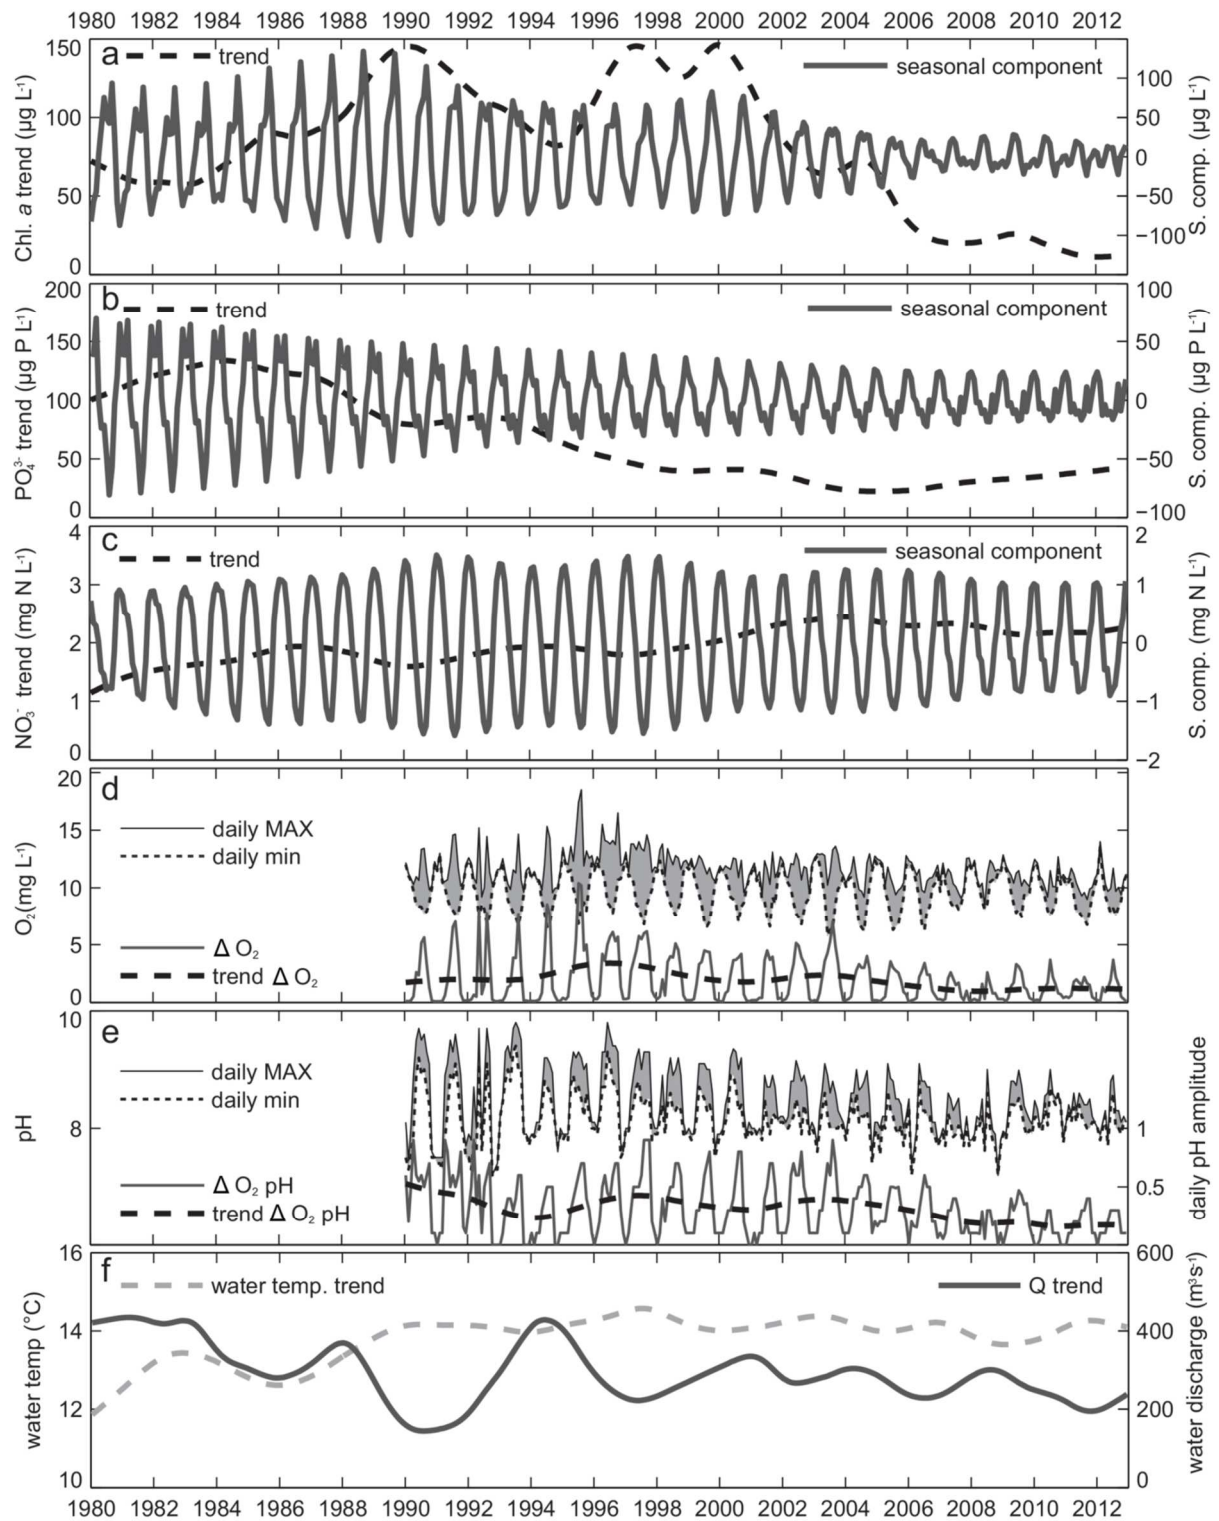 1980 1982 1984 1986 1988 1990 1992 1994 1996 1998 2000 2002 2004 2006 2008 2010 2012
a
trend
seasonal component
Chl. a trend (µg L⁻¹)
150
100
50
0
S. comp. (µg L⁻¹)
100
50
0
−50
−100
b
trend
seasonal component
PO₄³⁻ trend (µg P L⁻¹)
200
150
100
50
0
S. comp. (µg P L⁻¹)
100
50
0
−50
−100
c
trend
seasonal component
NO₃⁻ trend (mg N L⁻¹)
4
3
2
1
0
S. comp. (mg N L⁻¹)
2
1
0
−1
−2
d
daily MAX
daily min
Δ O₂
trend Δ O₂
O₂(mg L⁻¹)
20
15
10
5
0
e
daily MAX
daily min
Δ O₂ pH
trend Δ O₂ pH
pH
10
8
daily pH amplitude
1
0.5
f
water temp. trend
Q trend
water temp (°C)
16
14
12
10
water discharge (m³s⁻¹)
600
400
200
0
1980 1982 1984 1986 1988 1990 1992 1994 1996 1998 2000 2002 2004 2006 2008 2010 2012